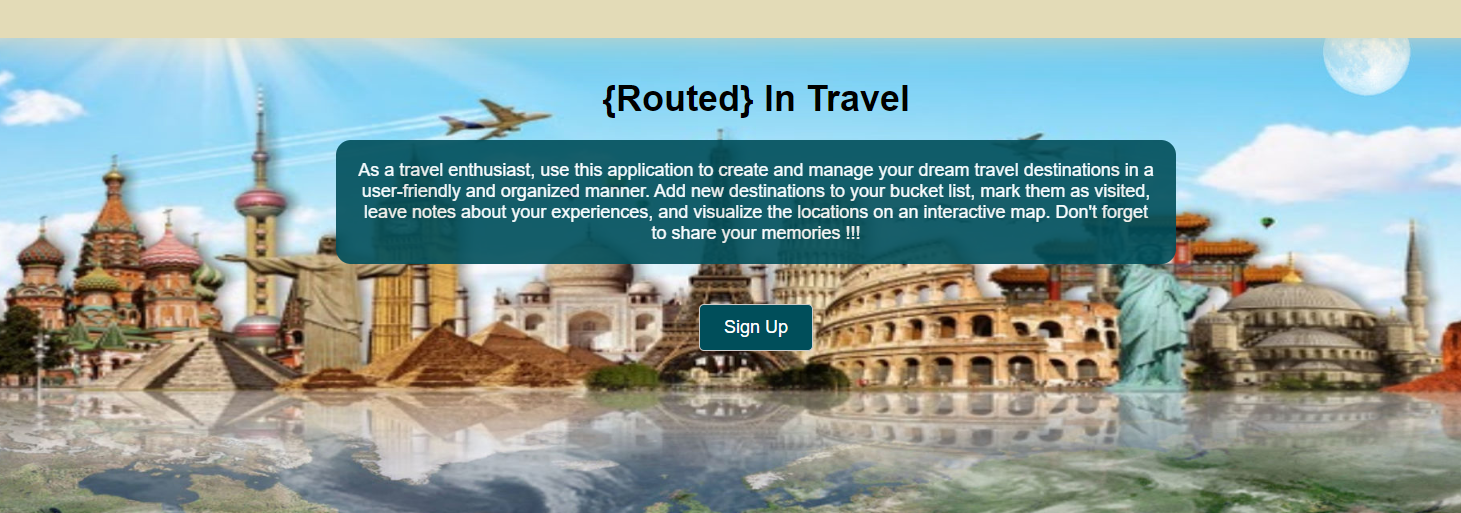 {Routed} In Travel
As a travel enthusiast, use this application to create and manage your dream travel destinations in a
user-friendly and organized manner. Add new destinations to your bucket list, mark them as visited,
leave notes about your experiences, and visualize the locations on an interactive map. Don't forget
to share your memories !!!
Sign Up